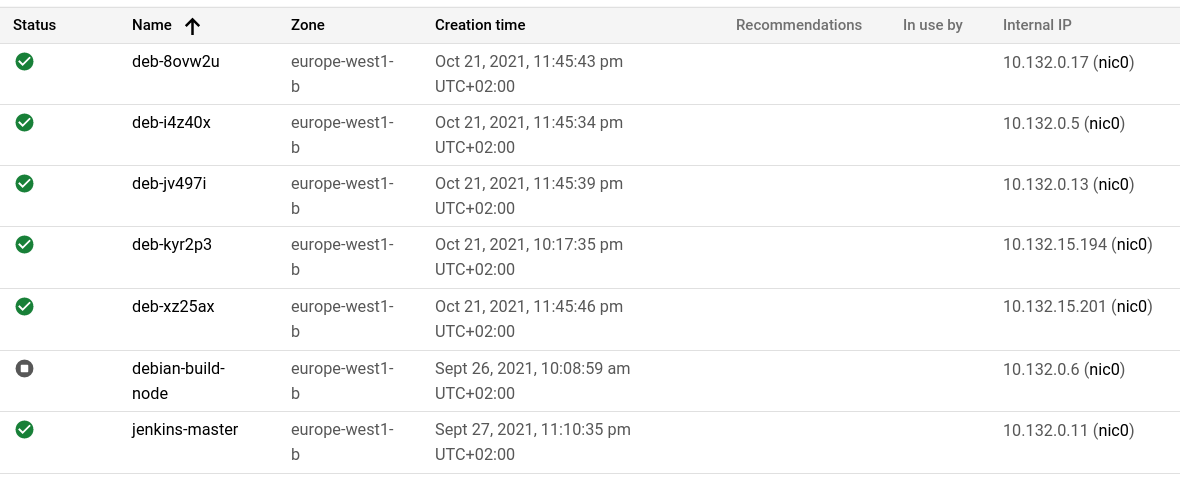 Status Name Zone Creation time Recommendations In use by Internal IP
deb-8ovw2u europe-west1- Oct 21, 2021, 11:45:43 pm 10.132.0.17 (nic0)
b UTC+02:00
deb-i4z40x europe-west1- Oct 21, 2021, 11:45:34 pm 10.132.0.5 (nic0)
b UTC+02:00
deb-jv497i europe-west1- Oct 21, 2021, 11:45:39 pm 10.132.0.13 (nic0)
b UTC+02:00
deb-kyr2p3 europe-west1- Oct 21, 2021, 10:17:35 pm 10.132.15.194 (nic0)
b UTC+02:00
deb-xz25ax europe-west1- Oct 21, 2021, 11:45:46 pm 10.132.15.201 (nic0)
b UTC+02:00
debian-build- europe-west1- Sept 26, 2021, 10:08:59 am 10.132.0.6 (nic0)
node b UTC+02:00
jenkins-master europe-west1- Sept 27, 2021, 11:10:35 pm 10.132.0.11 (nic0)
b UTC+02:00